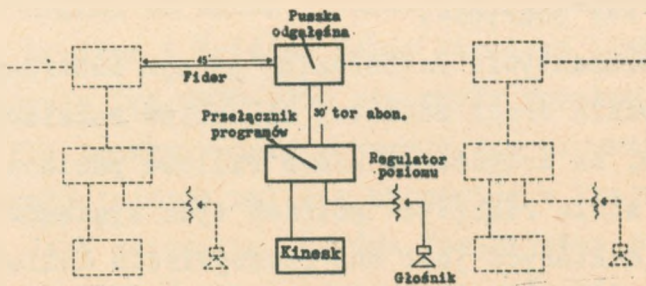 Puszka
odgałęźna
45'
Fider
30' tor abon.
Przełącznik
programów
Regulator
poziomu
Kinesk
Głośnik